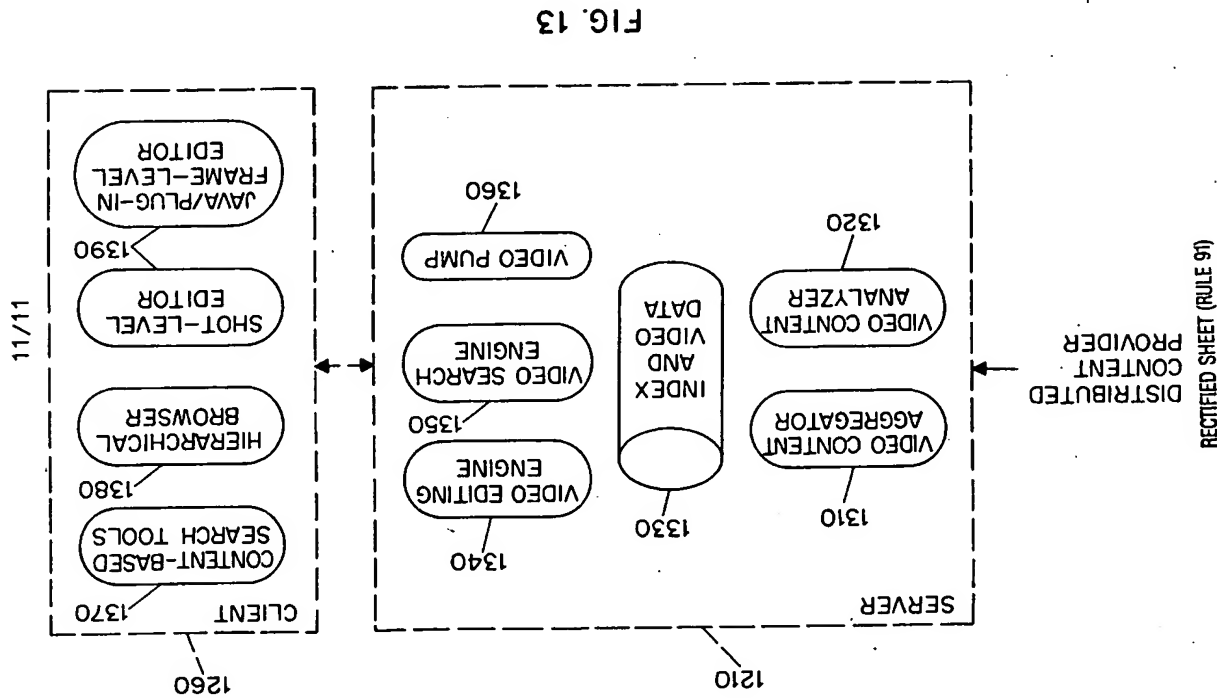 11/11
1210
1260
SERVER
CLIENT
1310
VIDEO CONTENT
AGGREGATOR
1320
VIDEO CONTENT
ANALYZER
1330
INDEX
AND
VIDEO
DATA
1340
VIDEO EDITING
ENGINE
1350
VIDEO SEARCH
ENGINE
1360
VIDEO PUMP
1370
CONTENT-BASED
SEARCH TOOLS
1380
HIERARCHICAL
BROWSER
SHOT-LEVEL
EDITOR
1390
JAVA/PLUG-IN
FRAME-LEVEL
EDITOR
DISTRIBUTED
CONTENT
PROVIDER
FIG. 13
RECTIFIED SHEET (RULE 91)